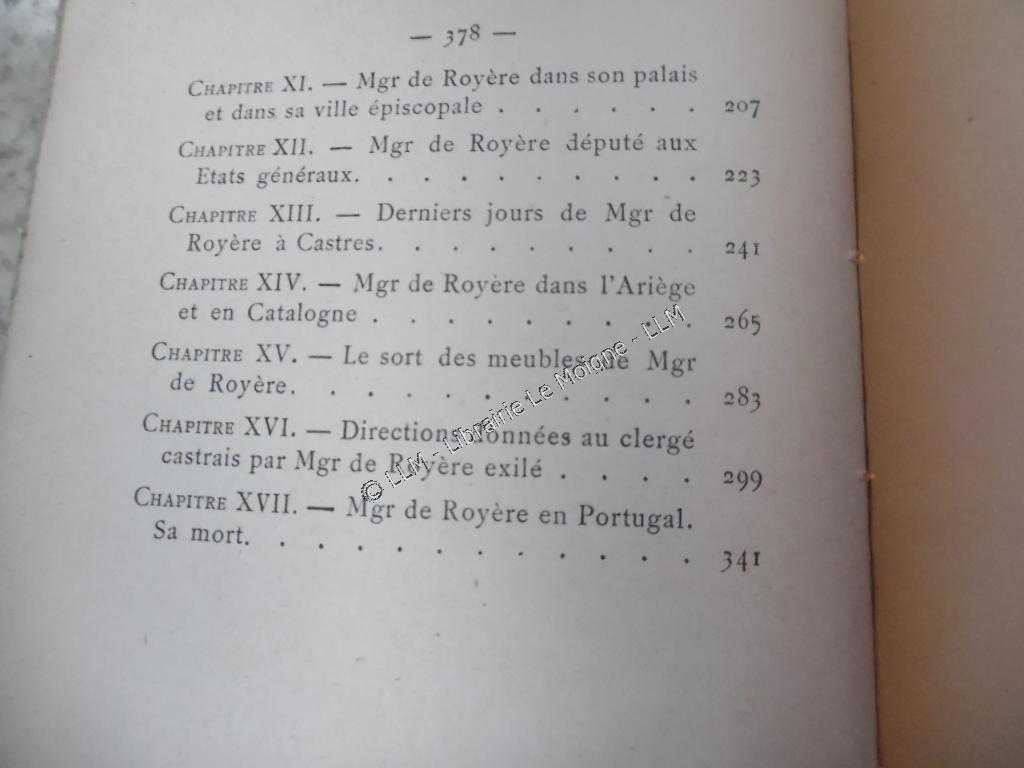 — 378 —
CHAPITRE XI. — Mgr de Royère dans son palais
et dans sa ville épiscopale . . . . . . 207
CHAPITRE XII. — Mgr de Royère député aux
Etats généraux. . . . . . . . . . 223
CHAPITRE XIII. — Derniers jours de Mgr de
Royère à Castres. . . . . . . . . 241
CHAPITRE XIV. — Mgr de Royère dans l'Ariège
et en Catalogne . . . . . . . . . 265
CHAPITRE XV. — Le sort des meubles de Mgr
de Royère. . . . . . . . . . . . 283
CHAPITRE XVI. — Directions données au clergé
castrais par Mgr de Royère exilé . . . . 299
CHAPITRE XVII. — Mgr de Royère en Portugal.
Sa mort. . . . . . . . . . . . . 341
© LLM - Librairie Le Moigne - LLM